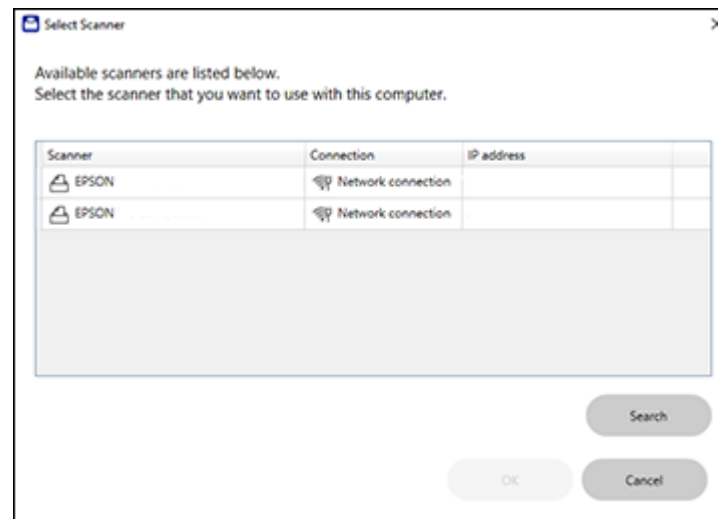 Select Scanner
Available scanners are listed below.
Select the scanner that you want to use with this computer.
Scanner Connection IP address
EPSON Network connection
EPSON Network connection
Search
OK Cancel